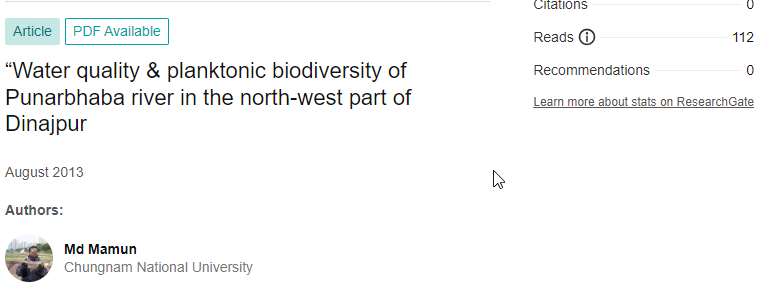 Citations 0
Article PDF Available
Reads 112
“Water quality & planktonic biodiversity of
Punarbhaba river in the north-west part of
Dinajpur
Recommendations 0
Learn more about stats on ResearchGate
August 2013
Authors:
Md Mamun
Chungnam National University